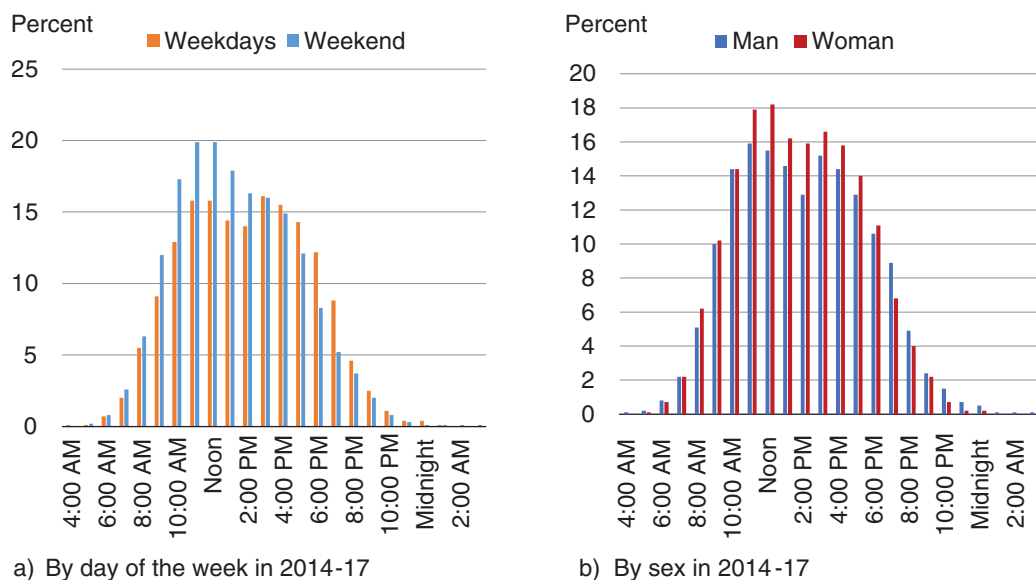 Percent
Weekdays Weekend
25
20
15
10
5
0
4:00 AM
6:00 AM
8:00 AM
10:00 AM
Noon
2:00 PM
4:00 PM
6:00 PM
8:00 PM
10:00 PM
Midnight
2:00 AM
a) By day of the week in 2014-17
Percent
Man Woman
20
18
16
14
12
10
8
6
4
2
0
4:00 AM
6:00 AM
8:00 AM
10:00 AM
Noon
2:00 PM
4:00 PM
6:00 PM
8:00 PM
10:00 PM
Midnight
2:00 AM
b) By sex in 2014-17